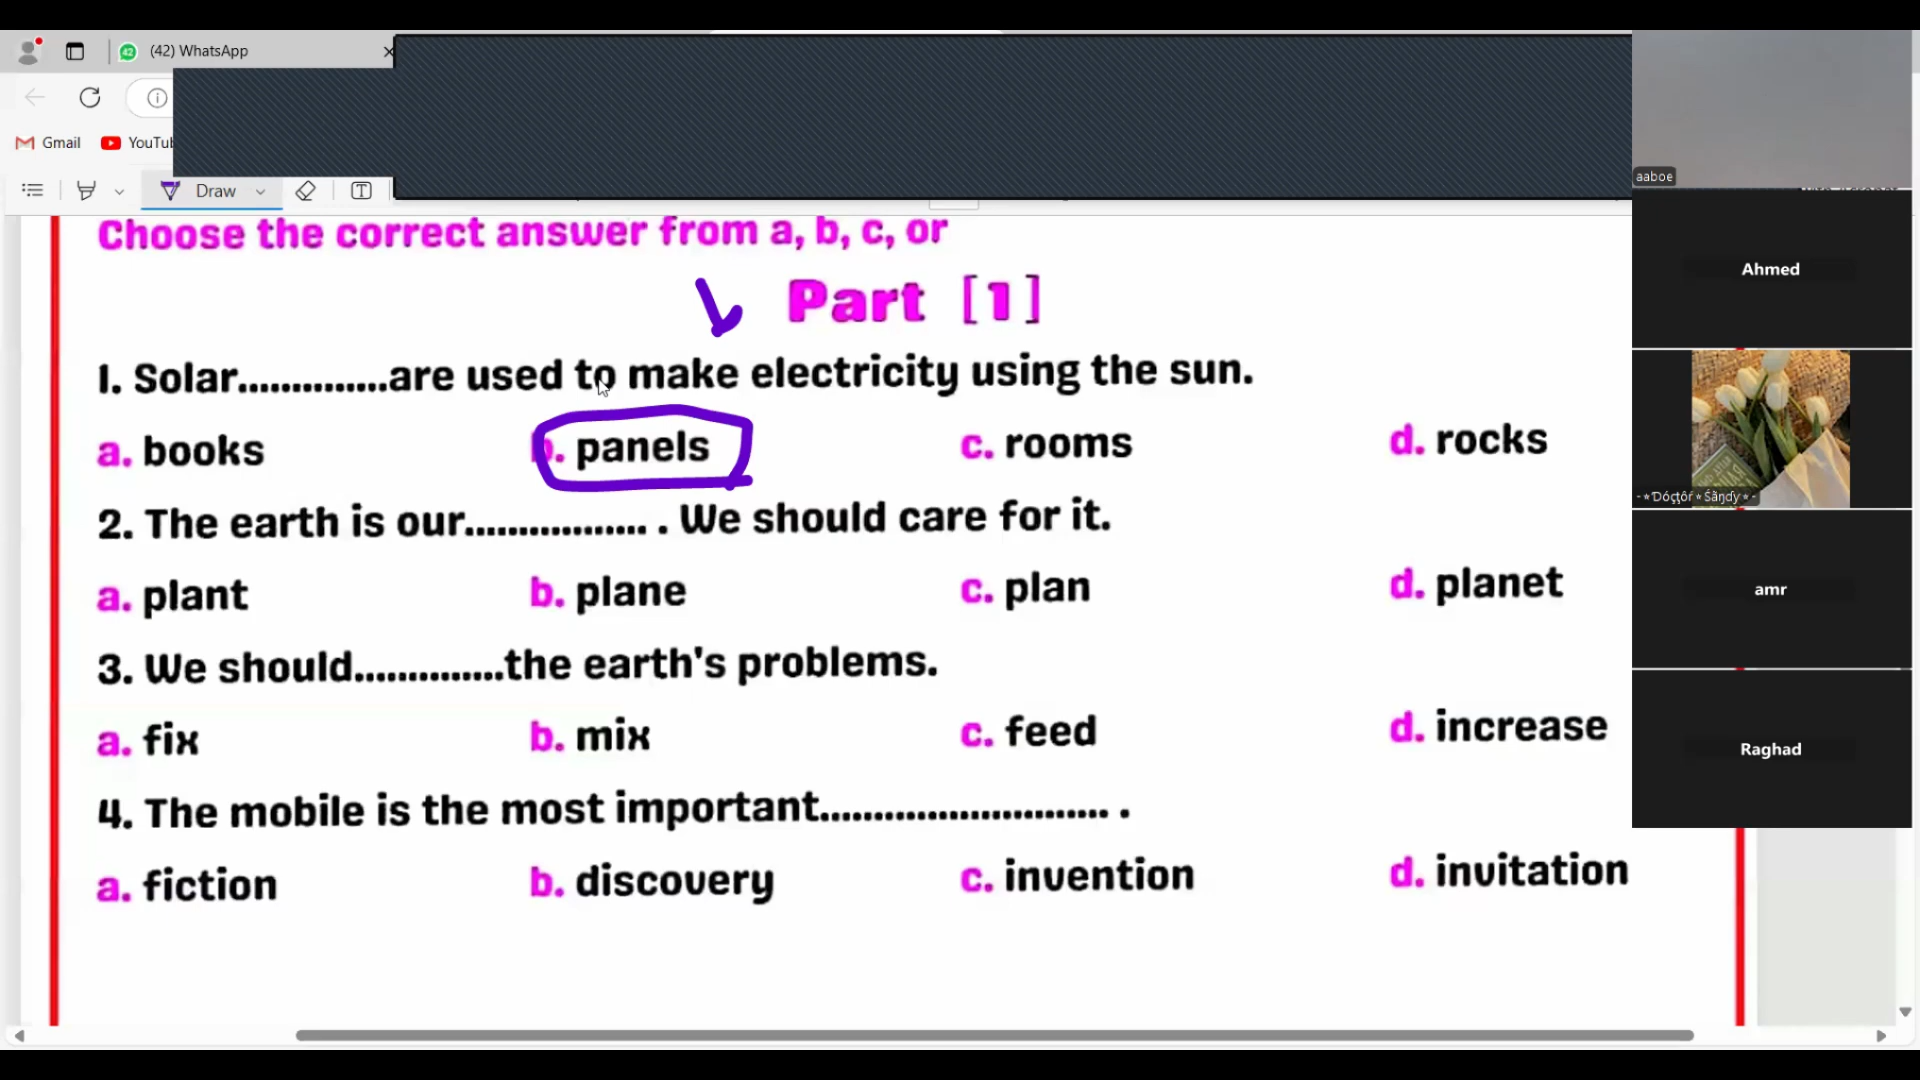 (42) WhatsApp
Gmail
Draw
aaboe
Choose the correct answer from a, b, c, or
Part [1]
1. Solar..............are used to make electricity using the sun.
a. books b. panels c. rooms d. rocks
2. The earth is our................. . We should care for it.
a. plant b. plane c. plan d. planet
3. We should..............the earth's problems.
a. fix b. mix c. feed d. increase
4. The mobile is the most important........................... .
a. fiction b. discovery c. invention d. invitation
Ahmed
amr
Raghad